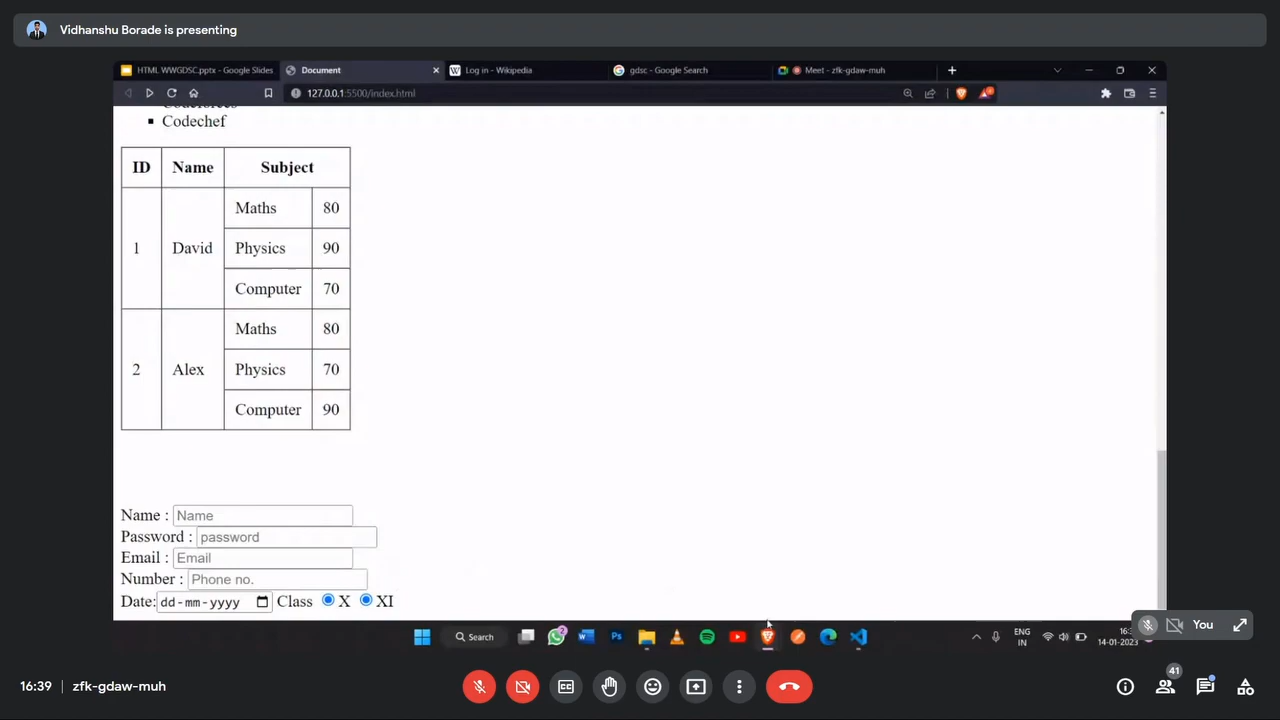 Vidhanshu Borade is presenting
HTML WWGDSC.pptx - Google Slides
Document
Log in - Wikipedia
gdsc - Google Search
Meet - zfk-gdaw-muh
127.0.0.1:5500/index.html
Codeforces
Codechef
ID Name Subject
Maths 80
1 David Physics 90
Computer 70
Maths 80
2 Alex Physics 70
Computer 90
Name : Name
Password : password
Email : Email
Number : Phone no.
Date: dd-mm-yyyy Class X XI
You
Search
2
ENG
IN
14-01-2023
16:39 | zfk-gdaw-muh
41